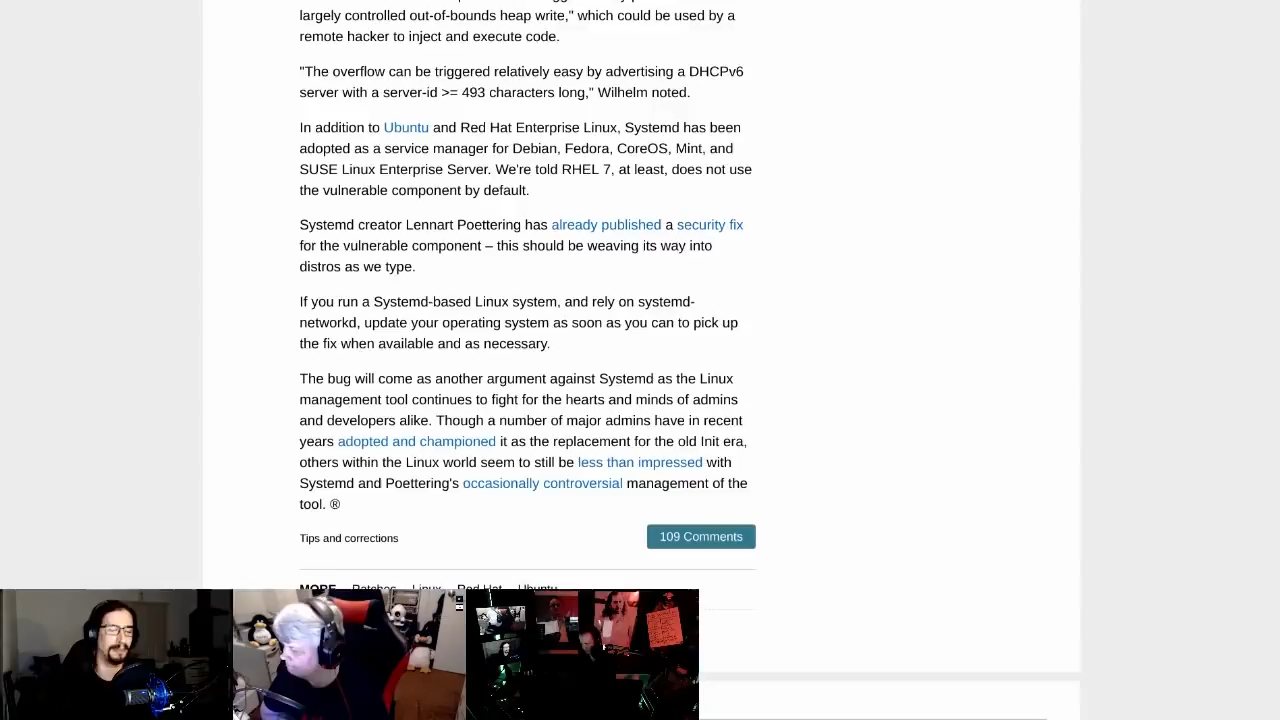 largely controlled out-of-bounds heap write," which could be used by a
remote hacker to inject and execute code.
"The overflow can be triggered relatively easy by advertising a DHCPv6
server with a server-id >= 493 characters long," Wilhelm noted.
In addition to Ubuntu and Red Hat Enterprise Linux, Systemd has been
adopted as a service manager for Debian, Fedora, CoreOS, Mint, and
SUSE Linux Enterprise Server. We're told RHEL 7, at least, does not use
the vulnerable component by default.
Systemd creator Lennart Poettering has already published a security fix
for the vulnerable component – this should be weaving its way into
distros as we type.
If you run a Systemd-based Linux system, and rely on systemd-
networkd, update your operating system as soon as you can to pick up
the fix when available and as necessary.
The bug will come as another argument against Systemd as the Linux
management tool continues to fight for the hearts and minds of admins
and developers alike. Though a number of major admins have in recent
years adopted and championed it as the replacement for the old Init era,
others within the Linux world seem to still be less than impressed with
Systemd and Poettering's occasionally controversial management of the
tool. ®
Tips and corrections
109 Comments
MORE Patches Linux Red Hat Ubuntu